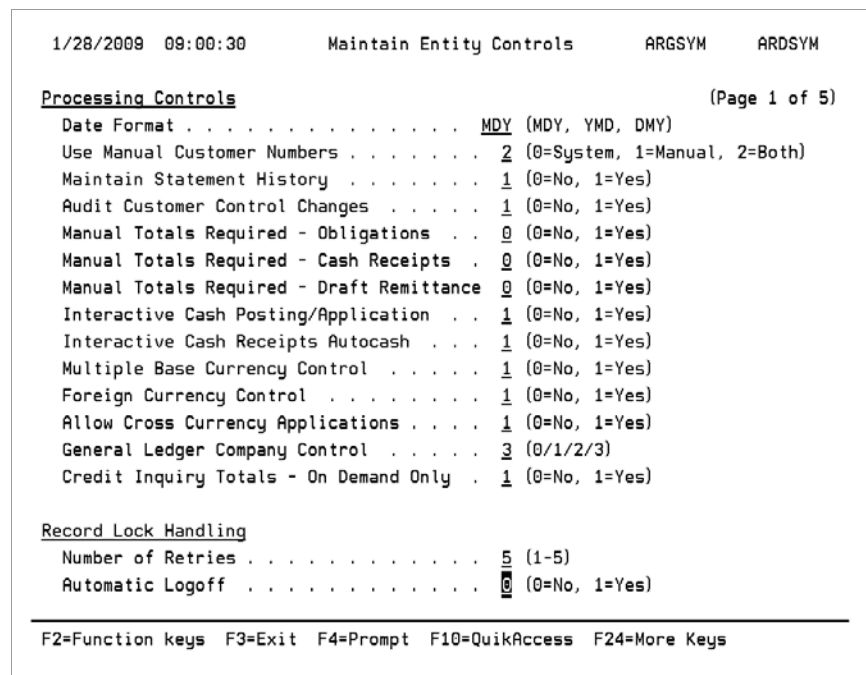 1/28/2009 09:00:30 Maintain Entity Controls ARGSYM ARDSYM
Processing Controls (Page 1 of 5)
Date Format . . . . . . . . . . . . . . MDY (MDY, YMD, DMY)
Use Manual Customer Numbers . . . . . . . 2 (0=System, 1=Manual, 2=Both)
Maintain Statement History . . . . . . . 1 (0=No, 1=Yes)
Audit Customer Control Changes . . . . . 1 (0=No, 1=Yes)
Manual Totals Required - Obligations . . 0 (0=No, 1=Yes)
Manual Totals Required - Cash Receipts . 0 (0=No, 1=Yes)
Manual Totals Required - Draft Remittance 0 (0=No, 1=Yes)
Interactive Cash Posting/Application . . 1 (0=No, 1=Yes)
Interactive Cash Receipts Autocash . . . 1 (0=No, 1=Yes)
Multiple Base Currency Control . . . . . 1 (0=No, 1=Yes)
Foreign Currency Control . . . . . . . . 1 (0=No, 1=Yes)
Allow Cross Currency Applications . . . . 1 (0=No, 1=Yes)
General Ledger Company Control . . . . . 3 (0/1/2/3)
Credit Inquiry Totals - On Demand Only . 1 (0=No, 1=Yes)
Record Lock Handling
Number of Retries . . . . . . . . . . . . 5 (1-5)
Automatic Logoff . . . . . . . . . . . . 0 (0=No, 1=Yes)
F2=Function keys F3=Exit F4=Prompt F10=QuikAccess F24=More Keys